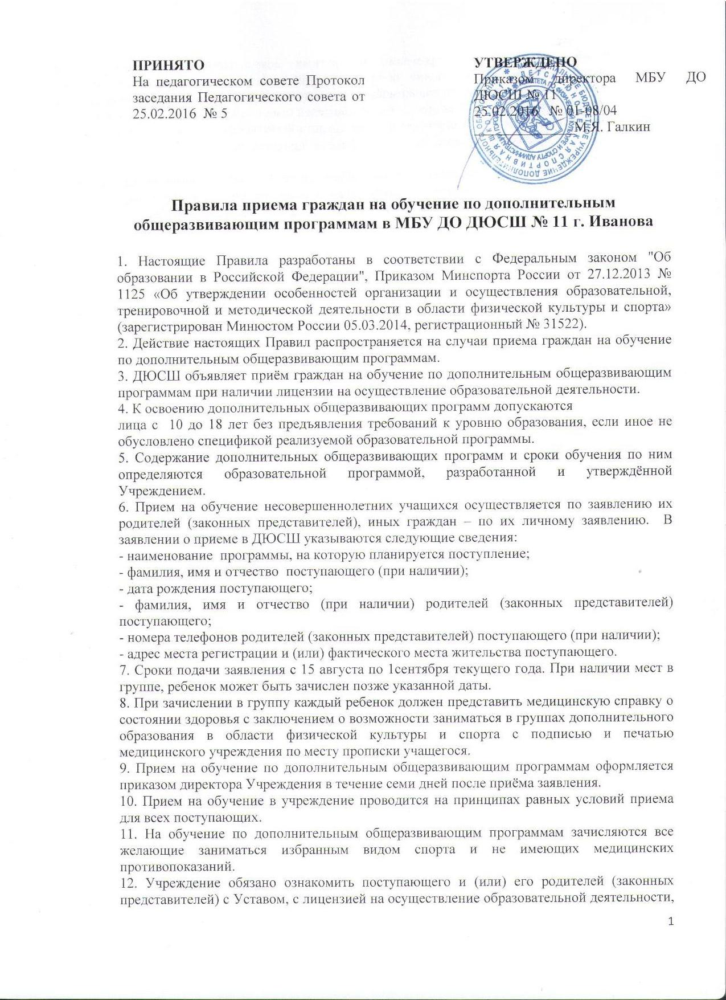 ПРИНЯТО
На педагогическом совете Протокол
заседания Педагогического совета от
25.02.2016 № 5
УТВЕРЖДЕНО
Приказом директора МБУ ДО
ДЮСШ № 11
25.02.2016 № 01-08/04
М.Я. Галкин
Правила приема граждан на обучение по дополнительным
общеразвивающим программам в МБУ ДО ДЮСШ № 11 г. Иванова
1. Настоящие Правила разработаны в соответствии с Федеральным законом "Об
образовании в Российской Федерации", Приказом Минспорта России от 27.12.2013 №
1125 «Об утверждении особенностей организации и осуществления образовательной,
тренировочной и методической деятельности в области физической культуры и спорта»
(зарегистрирован Минюстом России 05.03.2014, регистрационный № 31522).
2. Действие настоящих Правил распространяется на случаи приема граждан на обучение
по дополнительным общеразвивающим программам.
3. ДЮСШ объявляет приём граждан на обучение по дополнительным общеразвивающим
программам при наличии лицензии на осуществление образовательной деятельности.
4. К освоению дополнительных общеразвивающих программ допускаются
лица с 10 до 18 лет без предъявления требований к уровню образования, если иное не
обусловлено спецификой реализуемой образовательной программы.
5. Содержание дополнительных общеразвивающих программ и сроки обучения по ним
определяются образовательной программой, разработанной и утверждённой
Учреждением.
6. Прием на обучение несовершеннолетних учащихся осуществляется по заявлению их
родителей (законных представителей), иных граждан – по их личному заявлению. В
заявлении о приеме в ДЮСШ указываются следующие сведения:
- наименование программы, на которую планируется поступление;
- фамилия, имя и отчество поступающего (при наличии);
- дата рождения поступающего;
- фамилия, имя и отчество (при наличии) родителей (законных представителей)
поступающего;
- номера телефонов родителей (законных представителей) поступающего (при наличии);
- адрес места регистрации и (или) фактического места жительства поступающего.
7. Сроки подачи заявления с 15 августа по 1сентября текущего года. При наличии мест в
группе, ребенок может быть зачислен позже указанной даты.
8. При зачислении в группу каждый ребенок должен представить медицинскую справку о
состоянии здоровья с заключением о возможности заниматься в группах дополнительного
образования в области физической культуры и спорта с подписью и печатью
медицинского учреждения по месту прописки учащегося.
9. Прием на обучение по дополнительным общеразвивающим программам оформляется
приказом директора Учреждения в течение семи дней после приёма заявления.
10. Прием на обучение в учреждение проводится на принципах равных условий приема
для всех поступающих.
11. На обучение по дополнительным общеразвивающим программам зачисляются все
желающие заниматься избранным видом спорта и не имеющих медицинских
противопоказаний.
12. Учреждение обязано ознакомить поступающего и (или) его родителей (законных
представителей) с Уставом, с лицензией на осуществление образовательной деятельности,
1